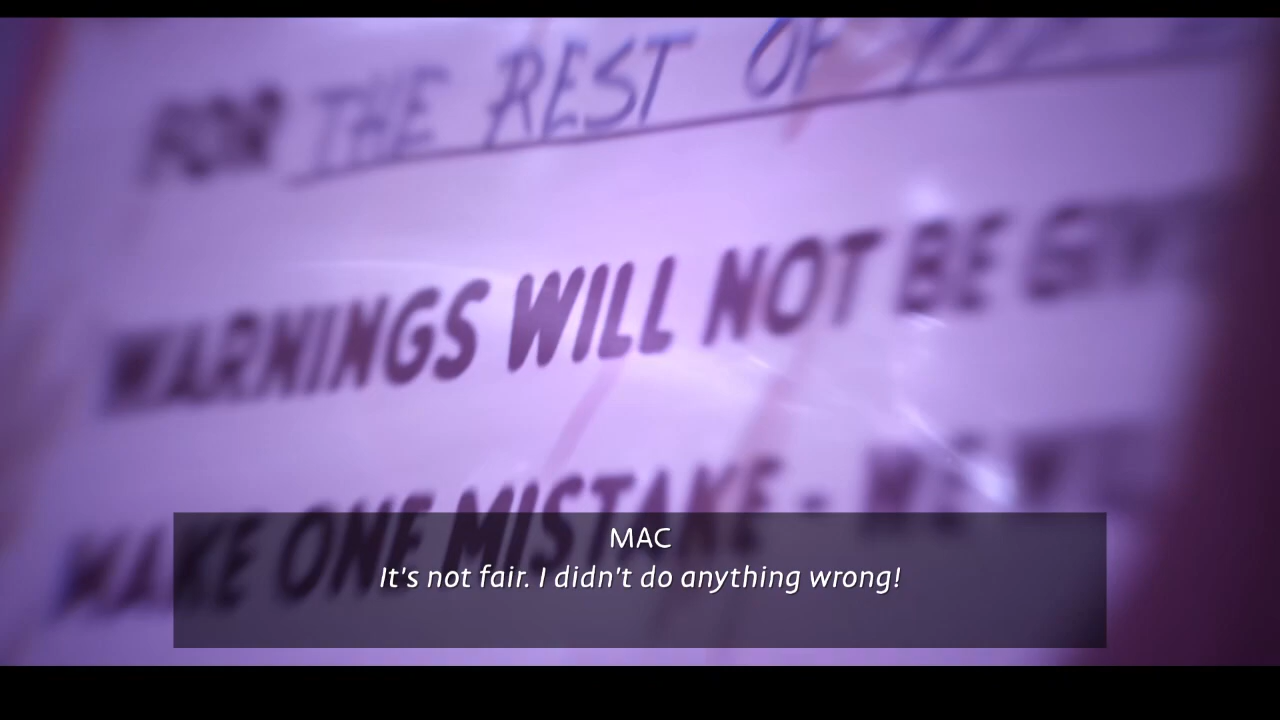 FOR THE REST OF
WARNINGS WILL NOT BE
MAKE ONE MISTAKE -
MAC
It's not fair. I didn't do anything wrong!